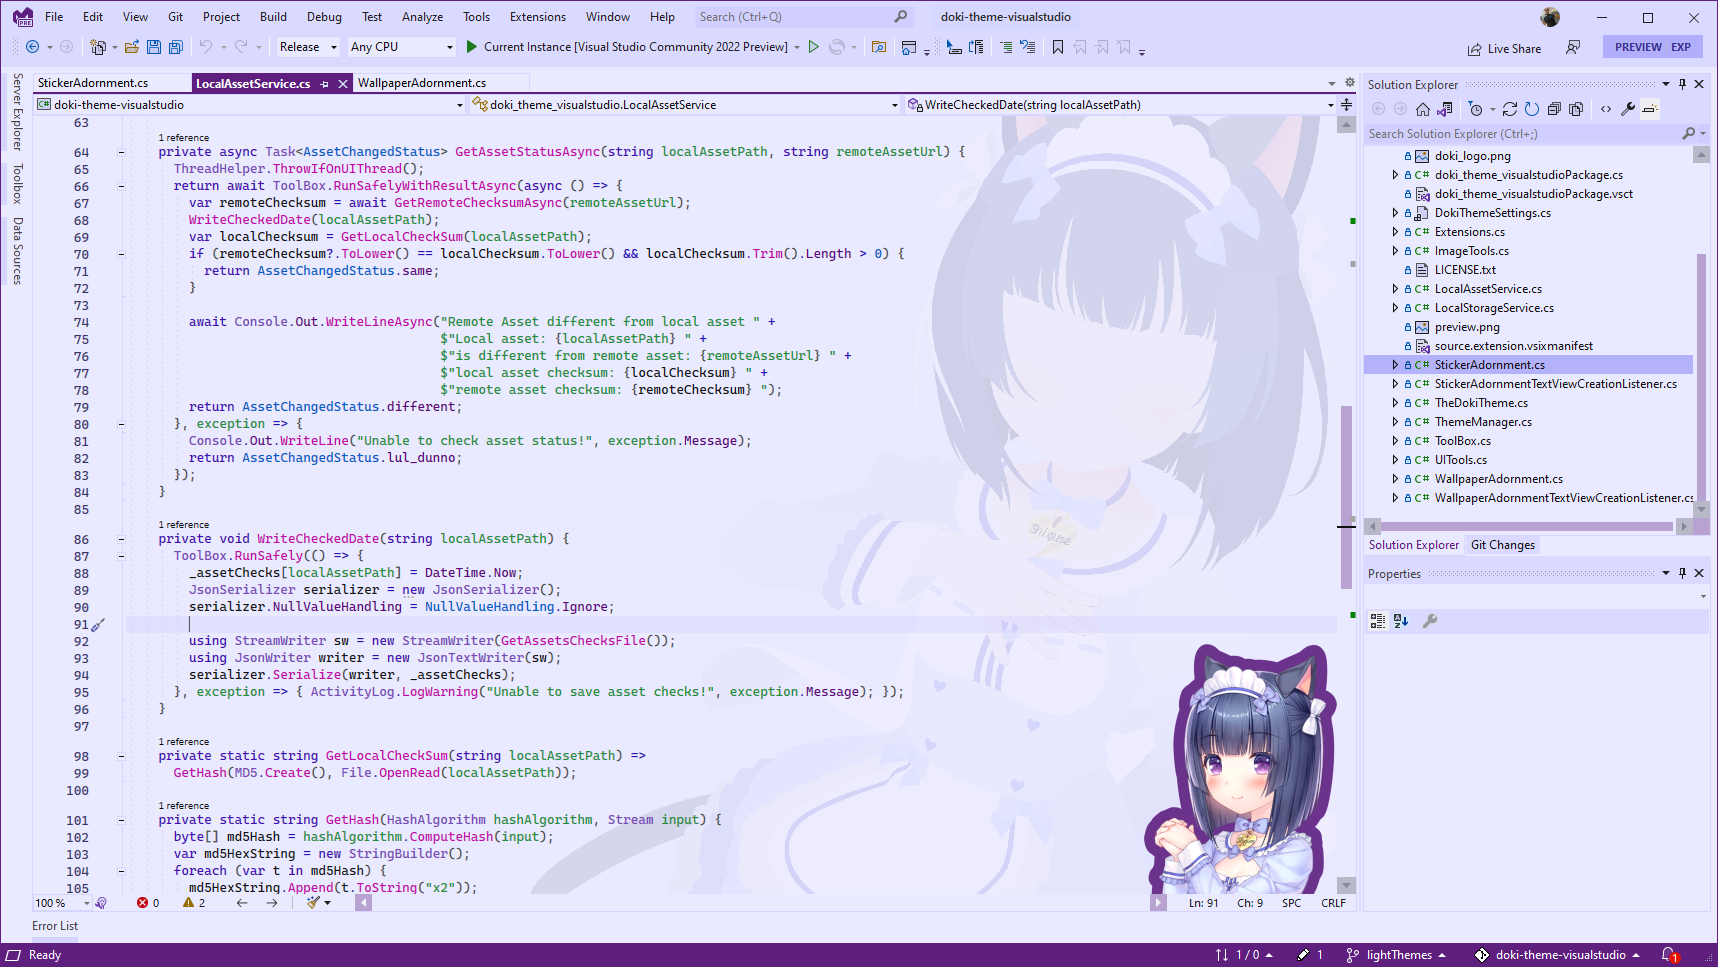 File Edit View Git Project Build Debug Test Analyze Tools Extensions Window Help Search (Ctrl+Q) doki-theme-visualstudio
Release Any CPU Current Instance [Visual Studio Community 2022 Preview] Live Share PREVIEW EXP
Server Explorer
Toolbox
Data Sources
StickerAdornment.cs LocalAssetService.cs WallpaperAdornment.cs
doki-theme-visualstudio doki_theme_visualstudio.LocalAssetService WriteCheckedDate(string localAssetPath)
63
1 reference
64 private async Task<AssetChangedStatus> GetAssetStatusAsync(string localAssetPath, string remoteAssetUrl) {
65 ThreadHelper.ThrowIfOnUIThread();
66 return await ToolBox.RunSafelyWithResultAsync(async () => {
67 var remoteChecksum = await GetRemoteChecksumAsync(remoteAssetUrl);
68 WriteCheckedDate(localAssetPath);
69 var localChecksum = GetLocalCheckSum(localAssetPath);
70 if (remoteChecksum?.ToLower() == localChecksum.ToLower() && localChecksum.Trim().Length > 0) {
71 return AssetChangedStatus.same;
72 }
73
74 await Console.Out.WriteLineAsync("Remote Asset different from local asset " +
75 $"Local asset: {localAssetPath} " +
76 $"is different from remote asset: {remoteAssetUrl} " +
77 $"local asset checksum: {localChecksum} " +
78 $"remote asset checksum: {remoteChecksum} ");
79 return AssetChangedStatus.different;
80 }, exception => {
81 Console.Out.WriteLine("Unable to check asset status!", exception.Message);
82 return AssetChangedStatus.lul_dunno;
83 });
84 }
85
1 reference
86 private void WriteCheckedDate(string localAssetPath) {
87 ToolBox.RunSafely(() => {
88 _assetChecks[localAssetPath] = DateTime.Now;
89 JsonSerializer serializer = new JsonSerializer();
90 serializer.NullValueHandling = NullValueHandling.Ignore;
91
92 using StreamWriter sw = new StreamWriter(GetAssetsChecksFile());
93 using JsonWriter writer = new JsonTextWriter(sw);
94 serializer.Serialize(writer, _assetChecks);
95 }, exception => { ActivityLog.LogWarning("Unable to save asset checks!", exception.Message); });
96 }
97
1 reference
98 private static string GetLocalCheckSum(string localAssetPath) =>
99 GetHash(MD5.Create(), File.OpenRead(localAssetPath));
100
1 reference
101 private static string GetHash(HashAlgorithm hashAlgorithm, Stream input) {
102 byte[] md5Hash = hashAlgorithm.ComputeHash(input);
103 var md5HexString = new StringBuilder();
104 foreach (var t in md5Hash) {
105 md5HexString.Append(t.ToString("x2"));
100 % 0 2 Ln: 91 Ch: 9 SPC CRLF
Solution Explorer
Search Solution Explorer (Ctrl+;)
doki_logo.png
C# doki_theme_visualstudioPackage.cs
doki_theme_visualstudioPackage.vsct
DokiThemeSettings.cs
C# Extensions.cs
C# ImageTools.cs
LICENSE.txt
C# LocalAssetService.cs
C# LocalStorageService.cs
preview.png
source.extension.vsixmanifest
C# StickerAdornment.cs
C# StickerAdornmentTextViewCreationListener.cs
C# TheDokiTheme.cs
C# ThemeManager.cs
C# ToolBox.cs
C# UITools.cs
C# WallpaperAdornment.cs
C# WallpaperAdornmentTextViewCreationListener.cs
Solution Explorer Git Changes
Properties
Error List
Ready 1 / 0 1 lightThemes doki-theme-visualstudio 1